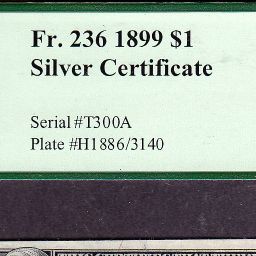 Fr. 236 1899 $1
Silver Certificate
Serial #T300A
Plate #H1886/3140